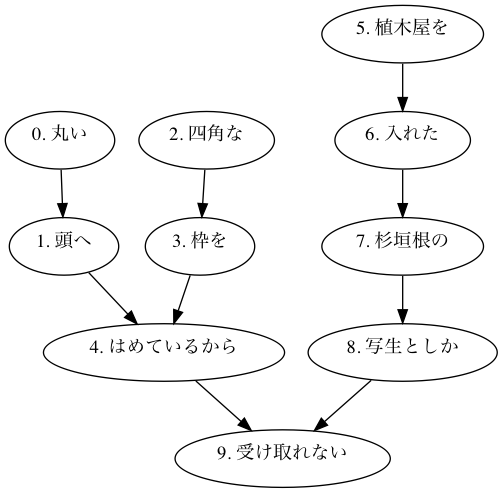 0. 丸い
1. 頭へ
2. 四角な
3. 枠を
4. はめているから
5. 植木屋を
6. 入れた
7. 杉垣根の
8. 写生としか
9. 受け取れない